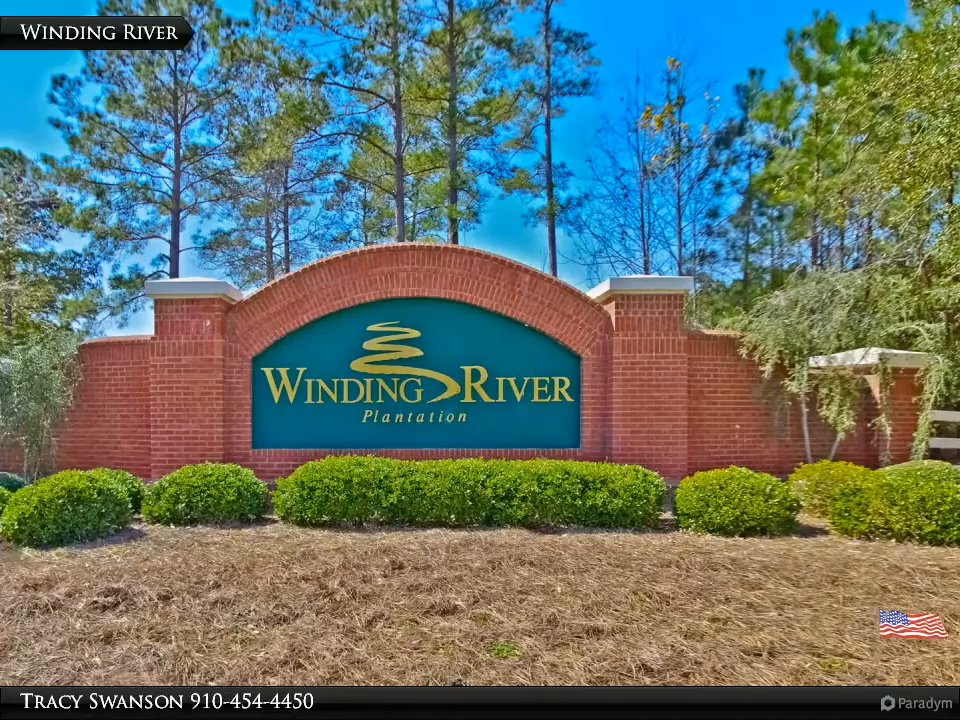 Winding River
Winding River
Plantation
Tracy Swanson 910-454-4450
Paradym